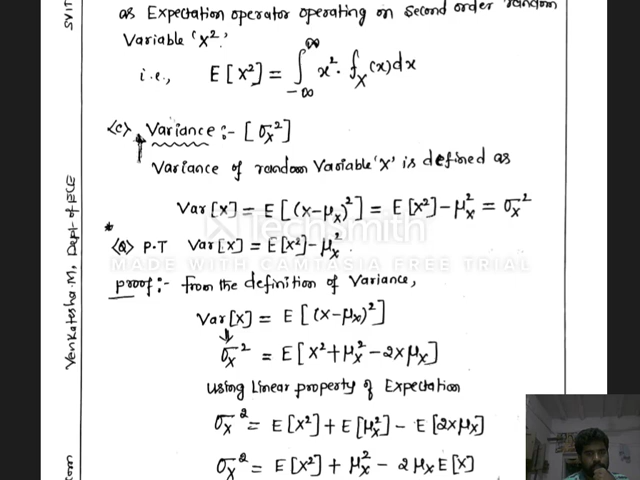 as Expectation operator operating on Second order random
Variable 'X²'.
i.e., E[X²] = ∫_{-∞}^{∞} x². f_X(x)dx
<C> Variance :- [σ_X²]
Variance of random Variable 'X' is defined as
Var[X] = E[(X-μ_X)²] = E[X²] - μ_X² = σ_X²
* <Q> P.T Var[X] = E[X²] - μ_X².
proof :- from the definition of Variance,
Var[X] = E[(X-μ_X)²]
σ_X² = E[X² + μ_X² - 2Xμ_X]
using Linear property of Expectation
σ_X² = E[X²] + E[μ_X²] - E[2Xμ_X]
σ_X² = E[X²] + μ_X² - 2μ_X E[X]
TechSmith
MADE WITH CAMTASIA FREE TRIAL
SVIT
Venkatesha.M, Dept of ECE
com